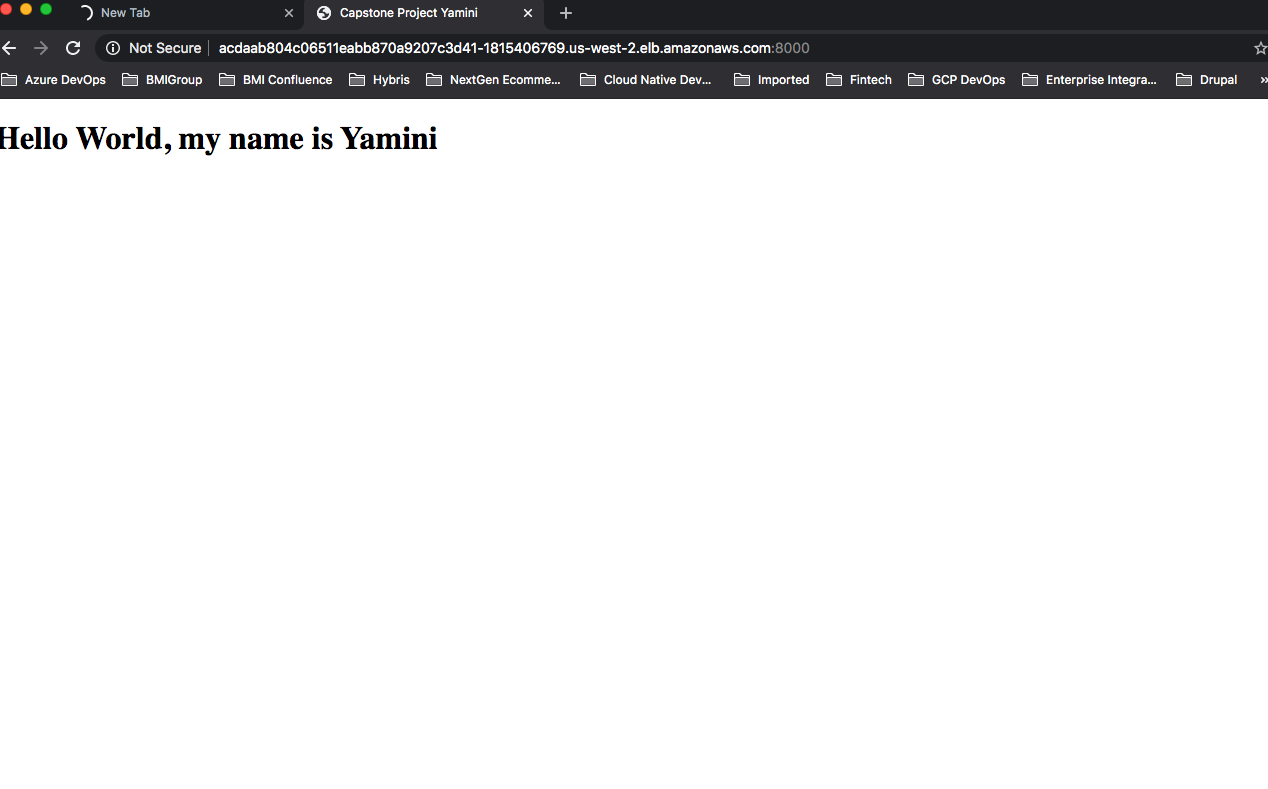 New Tab
Capstone Project Yamini
Not Secure acdaab804c06511eabb870a9207c3d41-1815406769.us-west-2.elb.amazonaws.com:8000
Azure DevOps BMIGroup BMI Confluence Hybris NextGen Ecomme... Cloud Native Dev... Imported Fintech GCP DevOps Enterprise Integra... Drupal »
Hello World, my name is Yamini